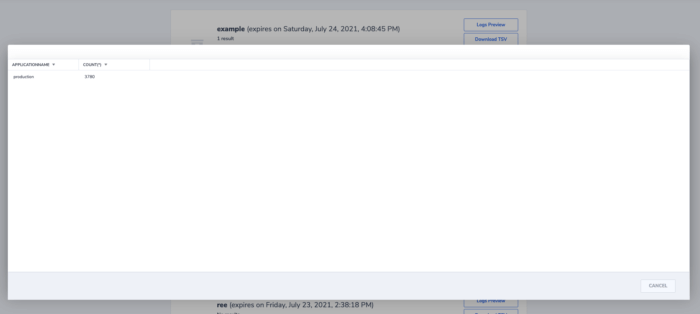 example (expires on Saturday, July 24, 2021, 4:08:45 PM)
1 result
Logs Preview
Download TSV
APPLICATIONNAME
COUNT(*)
production
3780
CANCEL
ree (expires on Friday, July 23, 2021, 2:38:18 PM)
Logs Preview